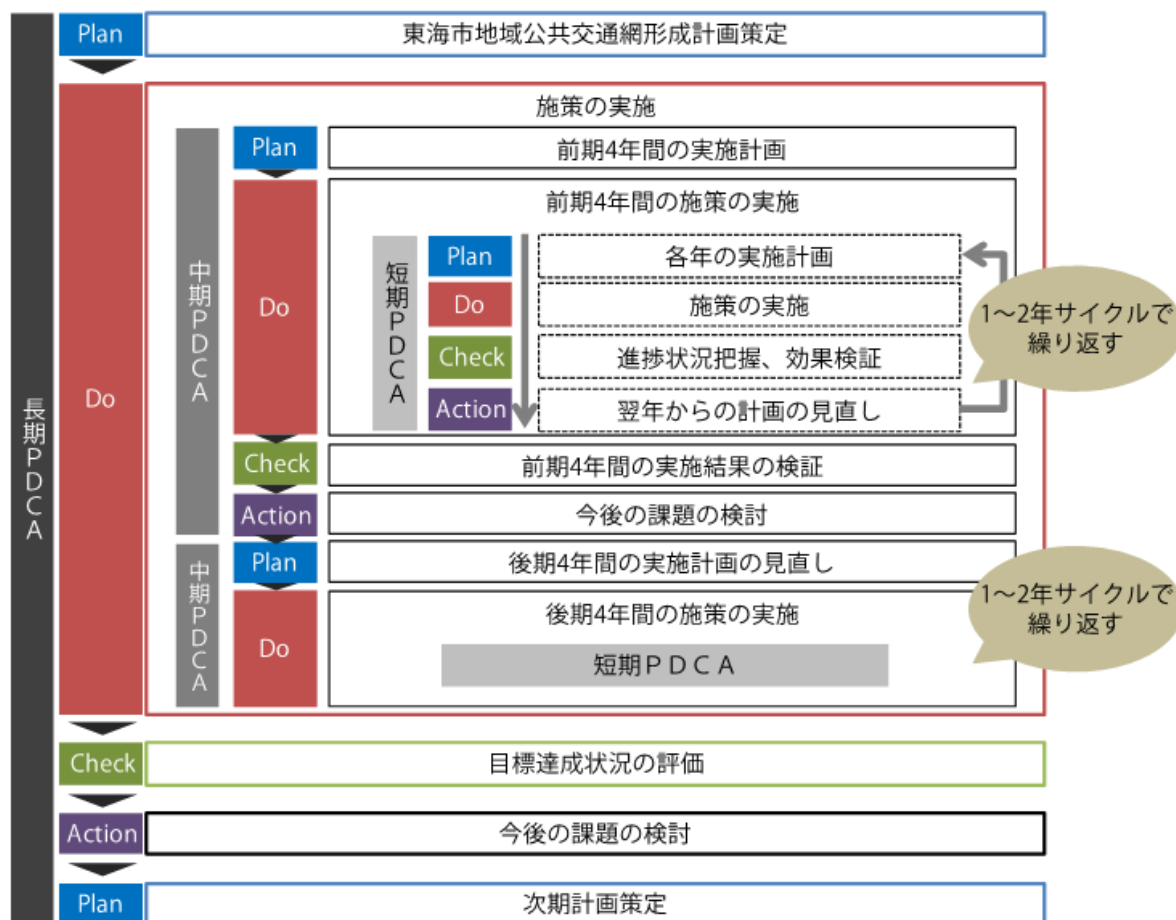 長期PDCA
Plan
東海市地域公共交通網形成計画策定
Do
施策の実施
中期PDCA
Plan
前期4年間の実施計画
Do
前期4年間の施策の実施
短期PDCA
Plan
各年の実施計画
Do
施策の実施
Check
進捗状況把握、効果検証
Action
翌年からの計画の見直し
1～2年サイクルで
繰り返す
Check
前期4年間の実施結果の検証
Action
今後の課題の検討
中期PDCA
Plan
後期4年間の実施計画の見直し
Do
後期4年間の施策の実施
短期ＰＤＣＡ
1～2年サイクルで
繰り返す
Check
目標達成状況の評価
Action
今後の課題の検討
Plan
次期計画策定